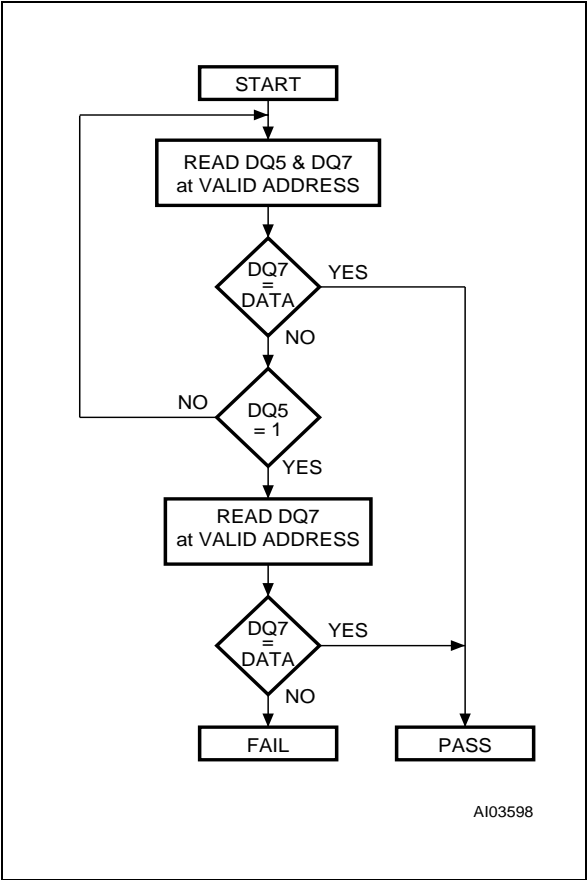 START
READ DQ5 & DQ7
at VALID ADDRESS
DQ7
=
DATA
YES
NO
NO
DQ5
= 1
YES
READ DQ7
at VALID ADDRESS
DQ7
=
DATA
YES
NO
FAIL
PASS
AI03598